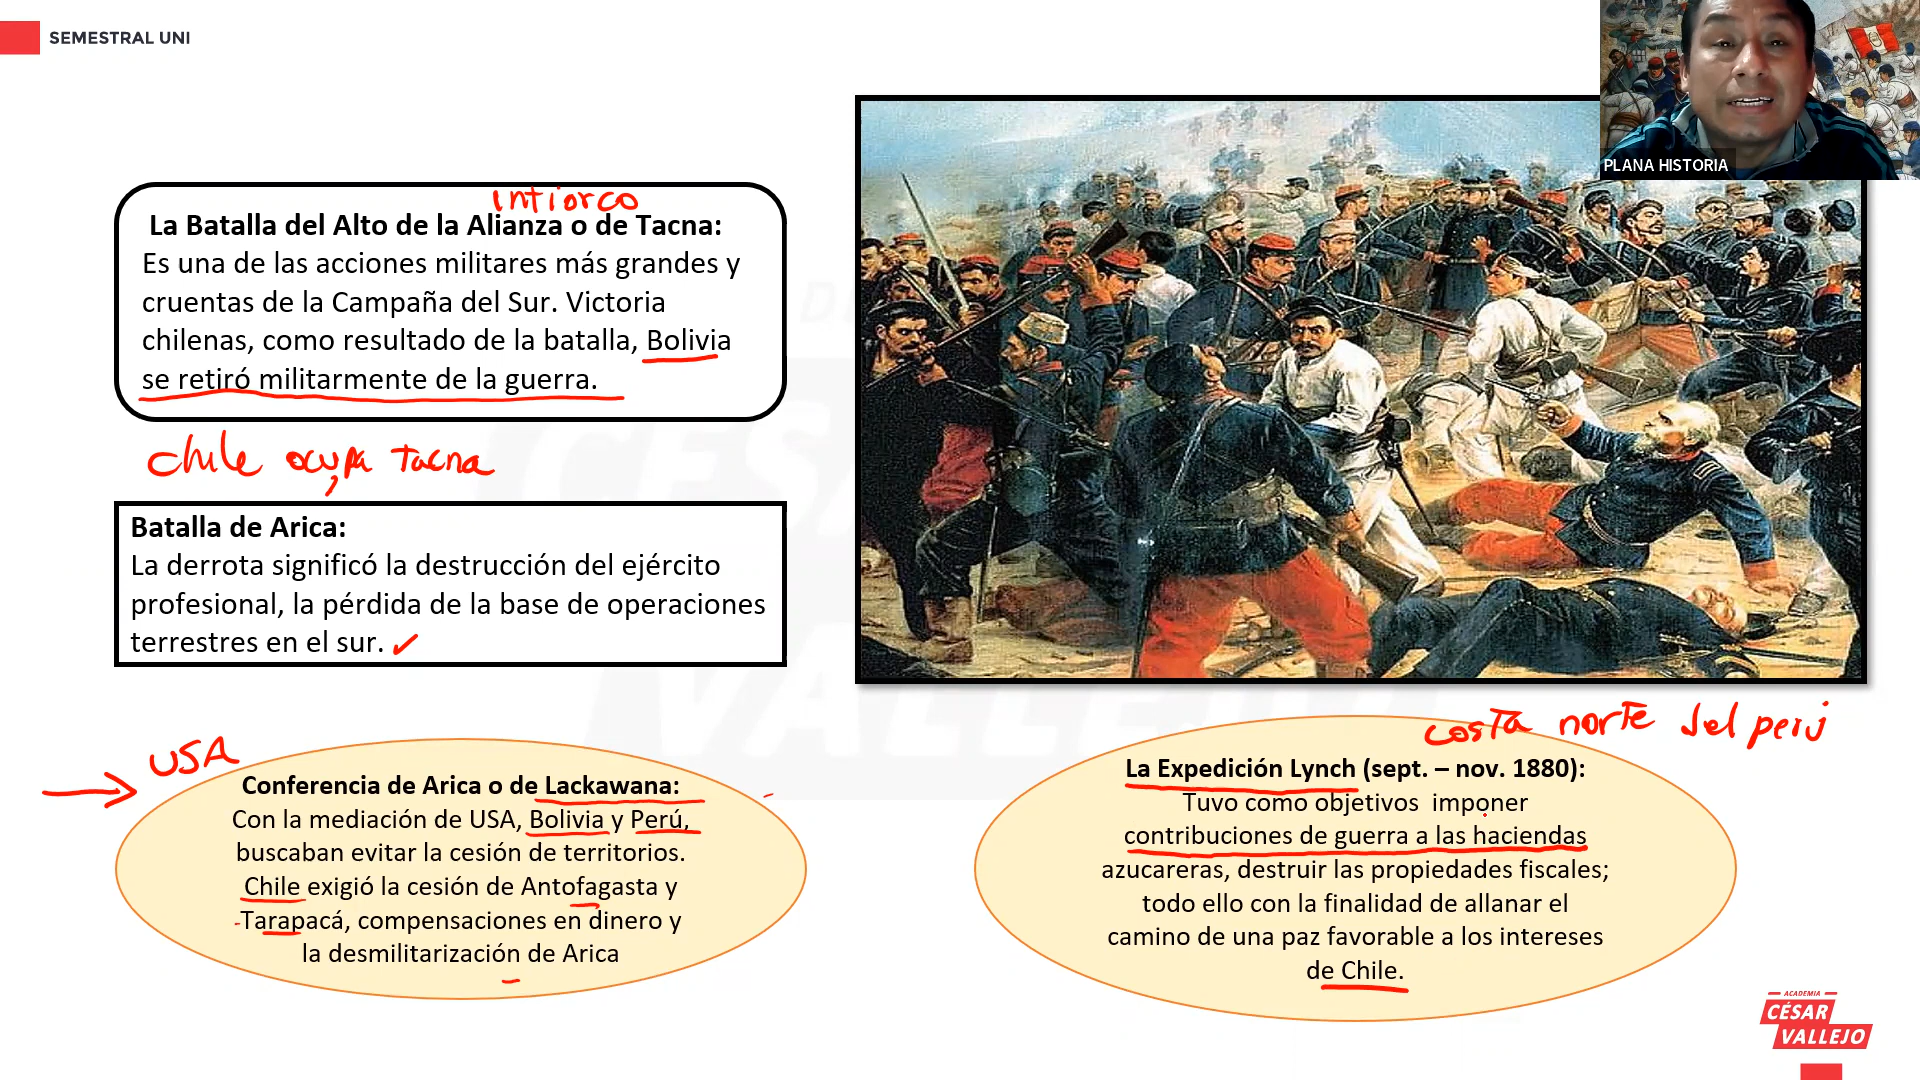 SEMESTRAL UNI
PLANA HISTORIA
intiorco
La Batalla del Alto de la Alianza o de Tacna:
Es una de las acciones militares más grandes y
cruentas de la Campaña del Sur. Victoria
chilenas, como resultado de la batalla, Bolivia
se retiró militarmente de la guerra.
chile ocupa tacna
Batalla de Arica:
La derrota significó la destrucción del ejército
profesional, la pérdida de la base de operaciones
terrestres en el sur.
USA
Conferencia de Arica o de Lackawana:
Con la mediación de USA, Bolivia y Perú,
buscaban evitar la cesión de territorios.
Chile exigió la cesión de Antofagasta y
Tarapacá, compensaciones en dinero y
la desmilitarización de Arica
costa norte del perú
La Expedición Lynch (sept. – nov. 1880):
Tuvo como objetivos imponer
contribuciones de guerra a las haciendas
azucareras, destruir las propiedades fiscales;
todo ello con la finalidad de allanar el
camino de una paz favorable a los intereses
de Chile.
ACADEMIA
CÉSAR
VALLEJO